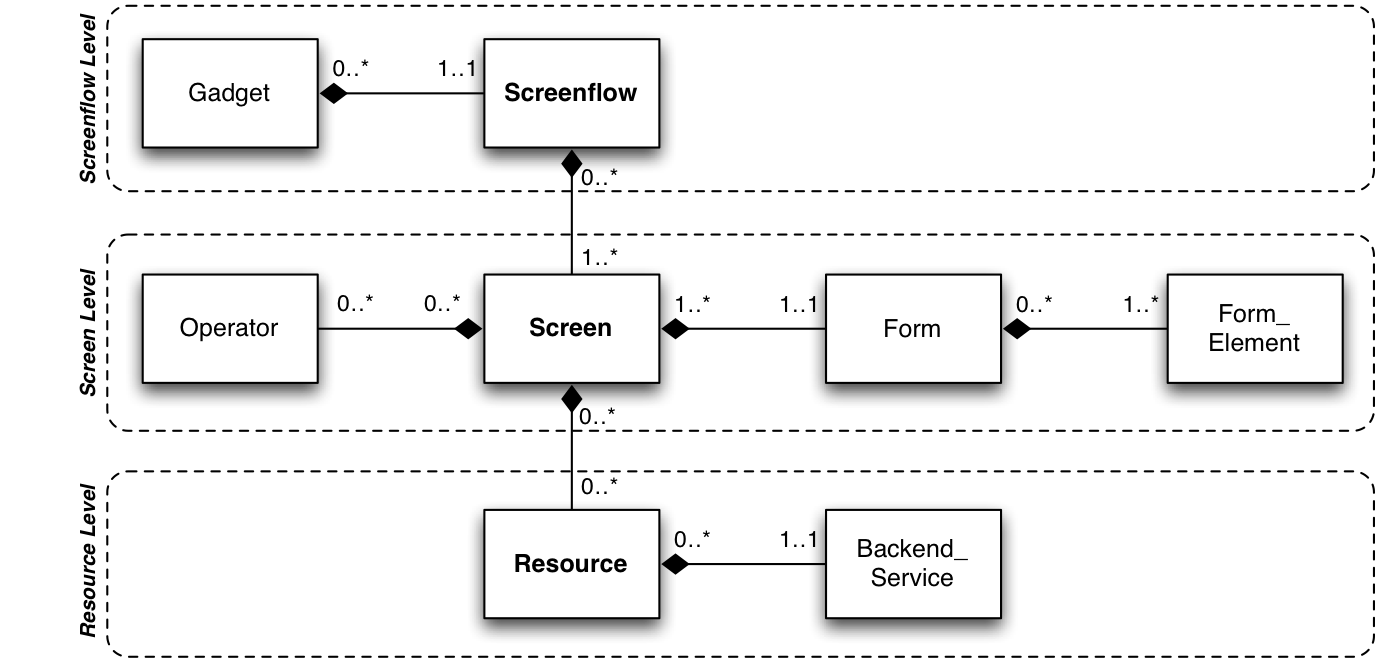 Screenflow Level
Gadget
0..*
1..1
Screenflow
0..*
Screen Level
1..*
Operator
0..*
0..*
Screen
1..*
1..1
Form
0..*
1..*
Form_
Element
0..*
Resource Level
0..*
Resource
0..*
1..1
Backend_
Service